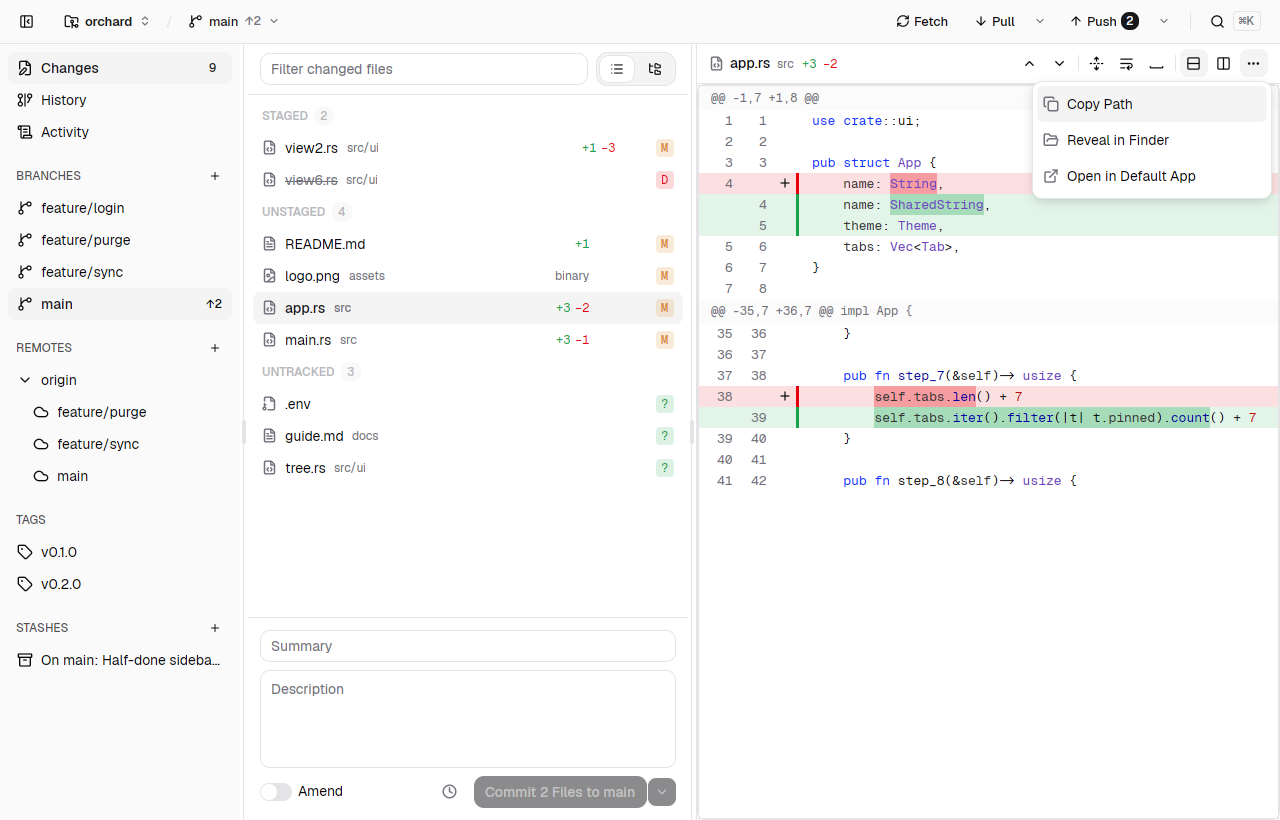 orchard / main ↑2 Fetch Pull Push 2 ⌘K
Changes 9
History
Activity
BRANCHES +
feature/login
feature/purge
feature/sync
main ↑2
REMOTES +
origin
feature/purge
feature/sync
main
TAGS
v0.1.0
v0.2.0
STASHES +
On main: Half-done sideba...
Filter changed files
STAGED 2
view2.rs src/ui +1 −3 M
view6.rs src/ui D
UNSTAGED 4
README.md +1 M
logo.png assets binary M
app.rs src +3 −2 M
main.rs src +3 −1 M
UNTRACKED 3
.env ?
guide.md docs ?
tree.rs src/ui ?
Summary
Description
Amend Commit 2 Files to main
app.rs src +3 −2
Copy Path
Reveal in Finder
Open in Default App
@@ -1,7 +1,8 @@
1 1 use crate::ui;
2 2
3 3 pub struct App {
4 + name: String,
4 name: SharedString,
5 theme: Theme,
5 6 tabs: Vec<Tab>,
6 7 }
7 8
@@ -35,7 +36,7 @@ impl App {
35 36 }
36 37
37 38 pub fn step_7(&self)-> usize {
38 + self.tabs.len() + 7
39 self.tabs.iter().filter(|t| t.pinned).count() + 7
39 40 }
40 41
41 42 pub fn step_8(&self)-> usize {